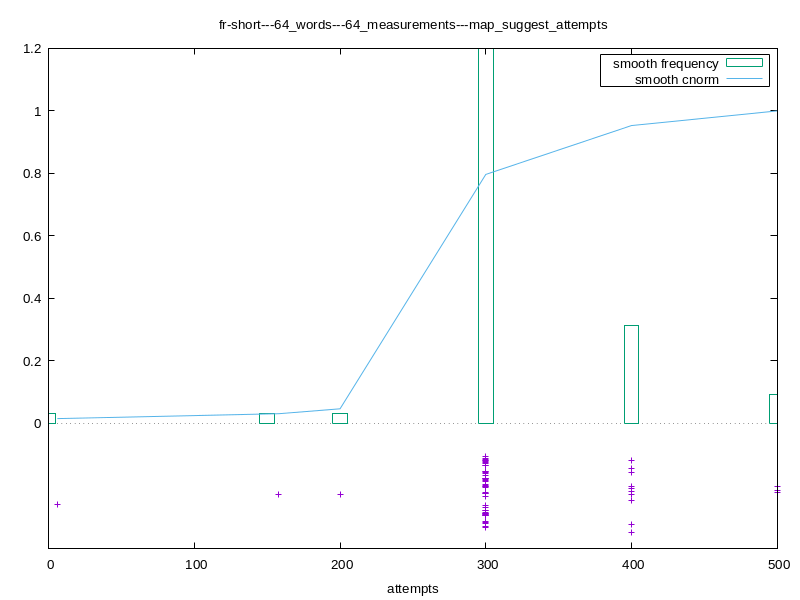 fr-short---64_words---64_measurements---map_suggest_attempts
smooth frequency
smooth cnorm
1.2
1
0.8
0.6
0.4
0.2
0
0 100 200 300 400 500
attempts